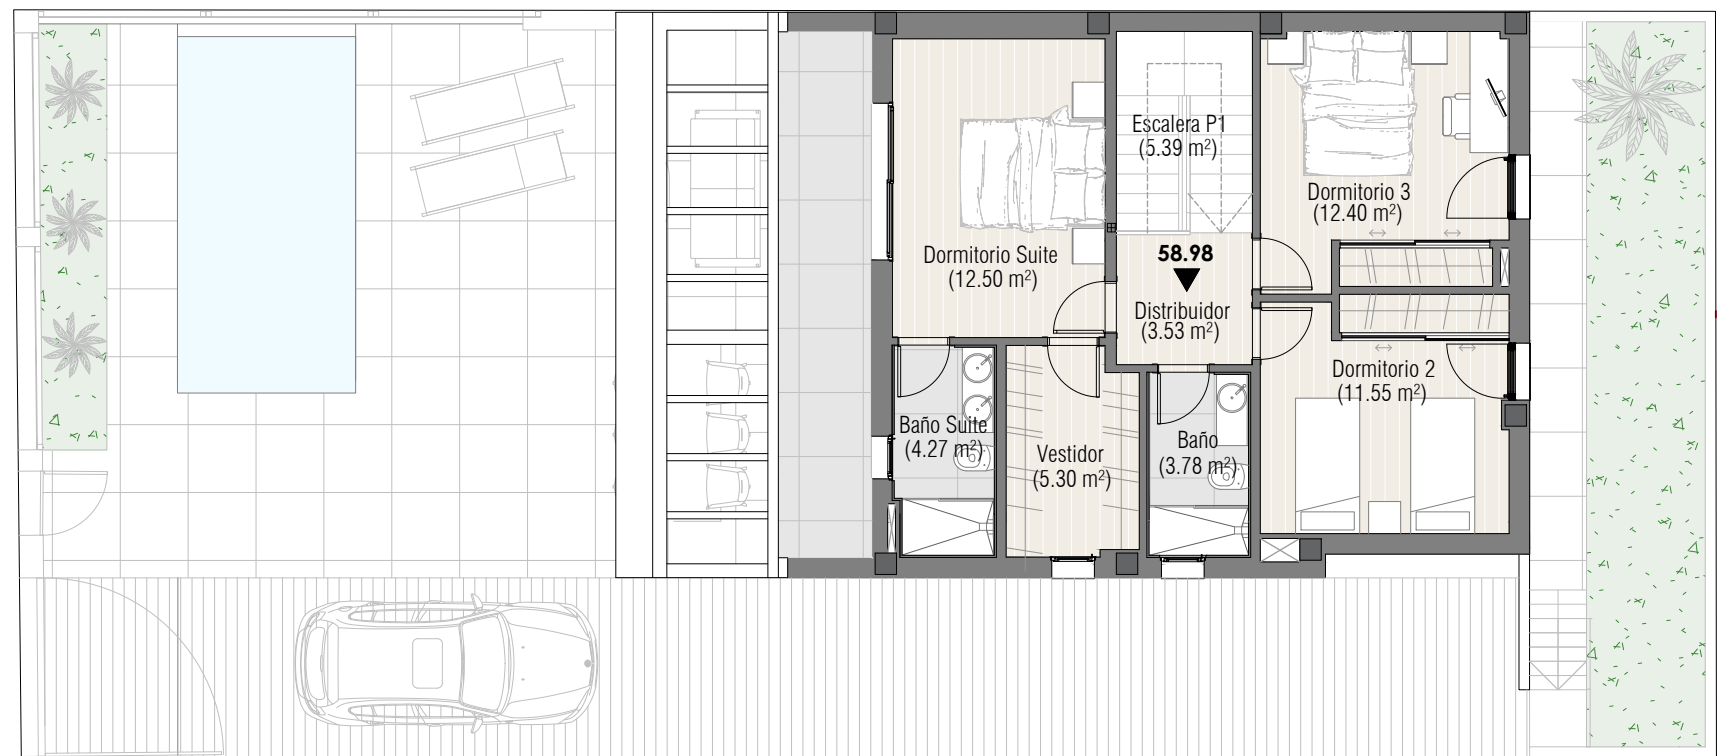 Escalera P1
(5.39 m²)
Dormitorio 3
(12.40 m²)
Dormitorio Suite
(12.50 m²)
58.98
Distribuidor
(3.53 m²)
Dormitorio 2
(11.55 m²)
Baño Suite
(4.27 m²)
Vestidor
(5.30 m²)
Baño
(3.78 m²)